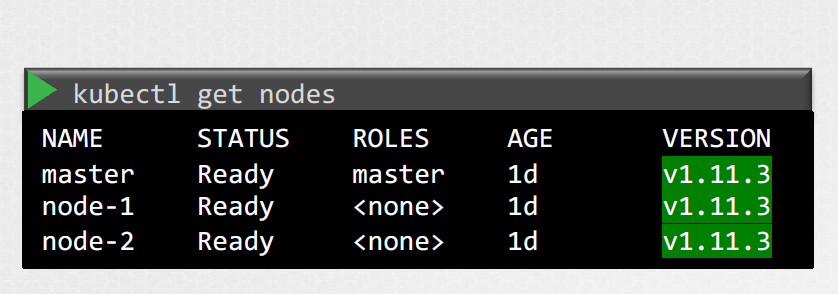 kubectl get nodes
NAME STATUS ROLES AGE VERSION
master Ready master 1d v1.11.3
node-1 Ready <none> 1d v1.11.3
node-2 Ready <none> 1d v1.11.3